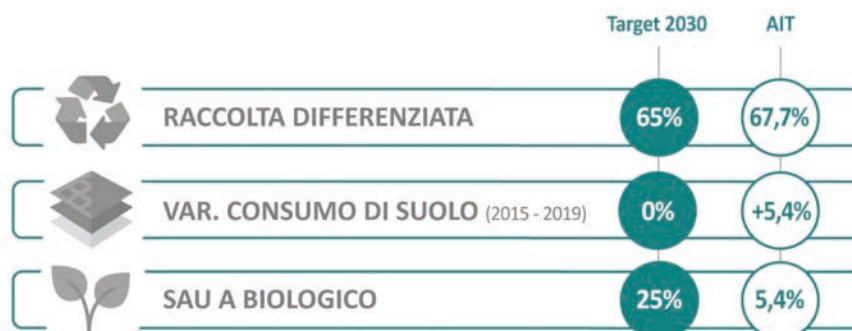 Target 2030 AIT
RACCOLTA DIFFERENZIATA 65% 67,7%
VAR. CONSUMO DI SUOLO (2015 - 2019) 0% +5,4%
SAU A BIOLOGICO 25% 5,4%